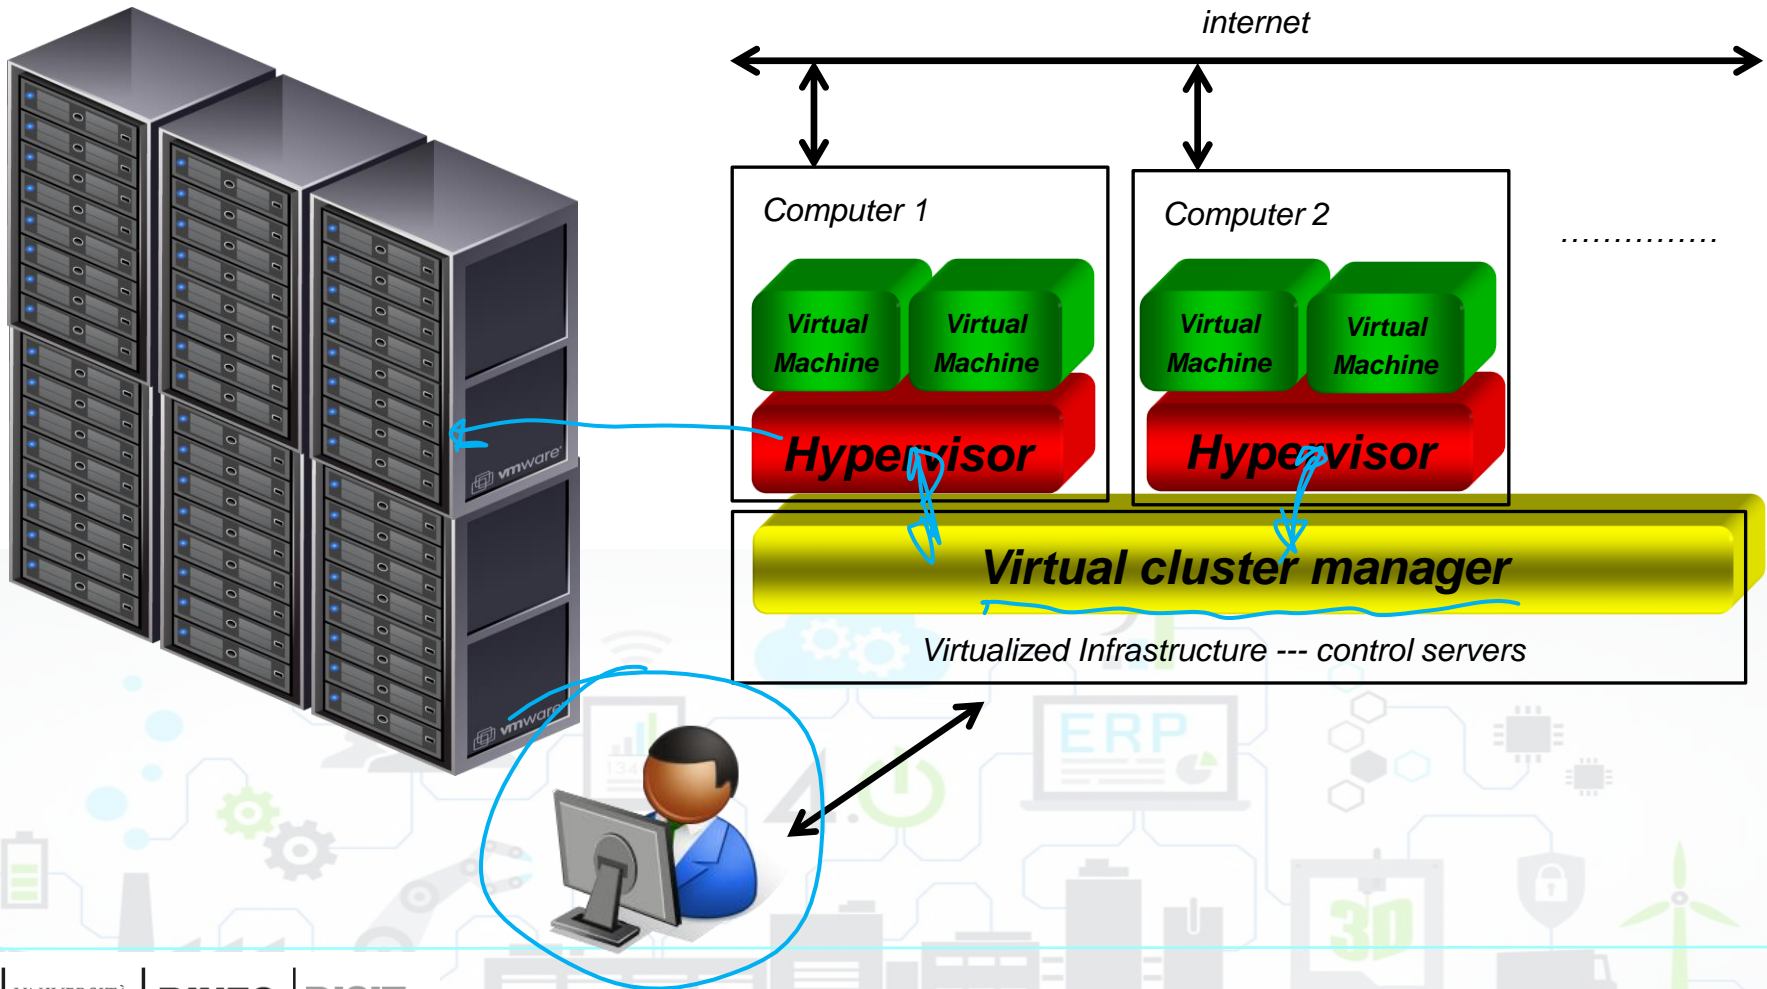 internet
Computer 1
Computer 2
……………
Virtual Machine
Virtual Machine
Virtual Machine
Virtual Machine
Hypervisor
Hypervisor
vmware
Virtual cluster manager
Virtualized Infrastructure --- control servers
vmware
ERP
3D